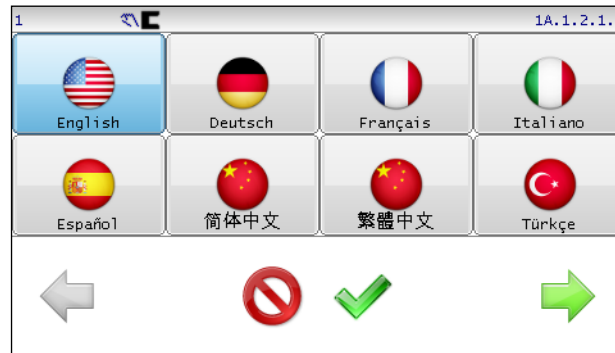 1 1A.1.2.1.
English Deutsch Français Italiano
Español 简体中文 繁體中文 Türkçe